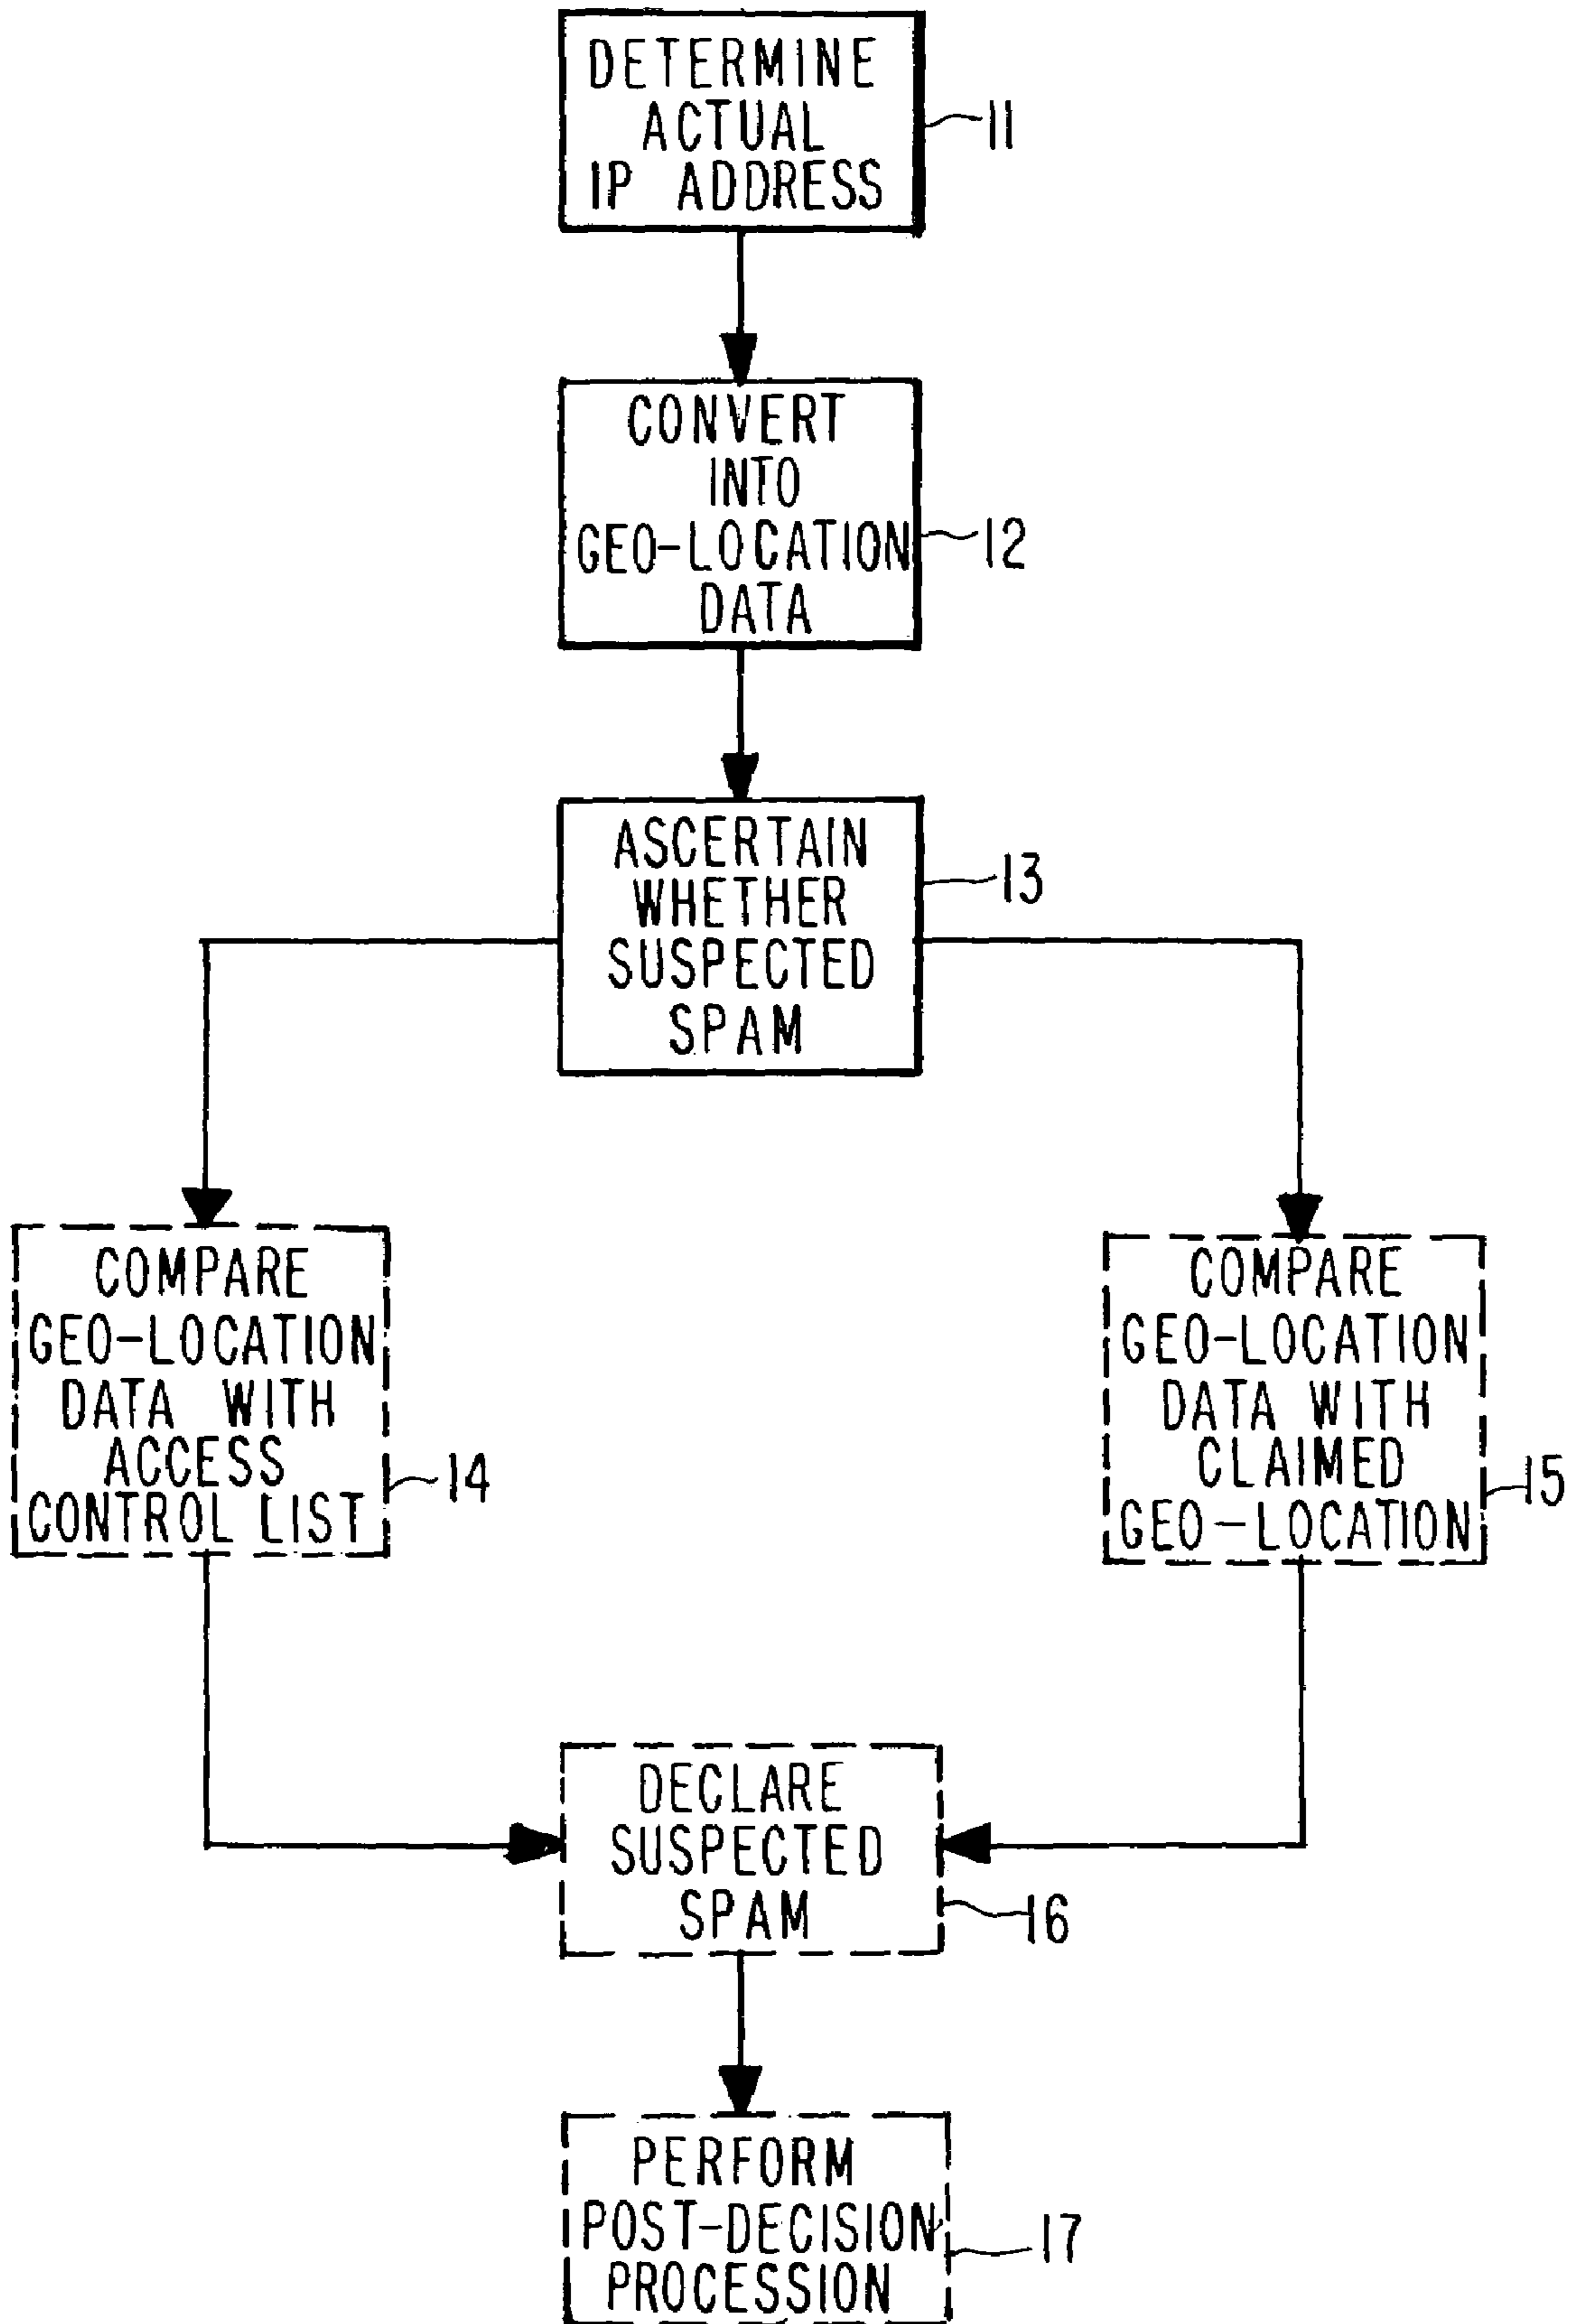 DETERMINE
ACTUAL
IP ADDRESS
11
CONVERT
INTO
GEO-LOCATION
DATA
12
ASCERTAIN
WHETHER
SUSPECTED
SPAM
13
COMPARE
GEO-LOCATION
DATA WITH
ACCESS
CONTROL LIST
14
COMPARE
GEO-LOCATION
DATA WITH
CLAIMED
GEO-LOCATION
15
DECLARE
SUSPECTED
SPAM
16
PERFORM
POST-DECISION
PROCESSION
17